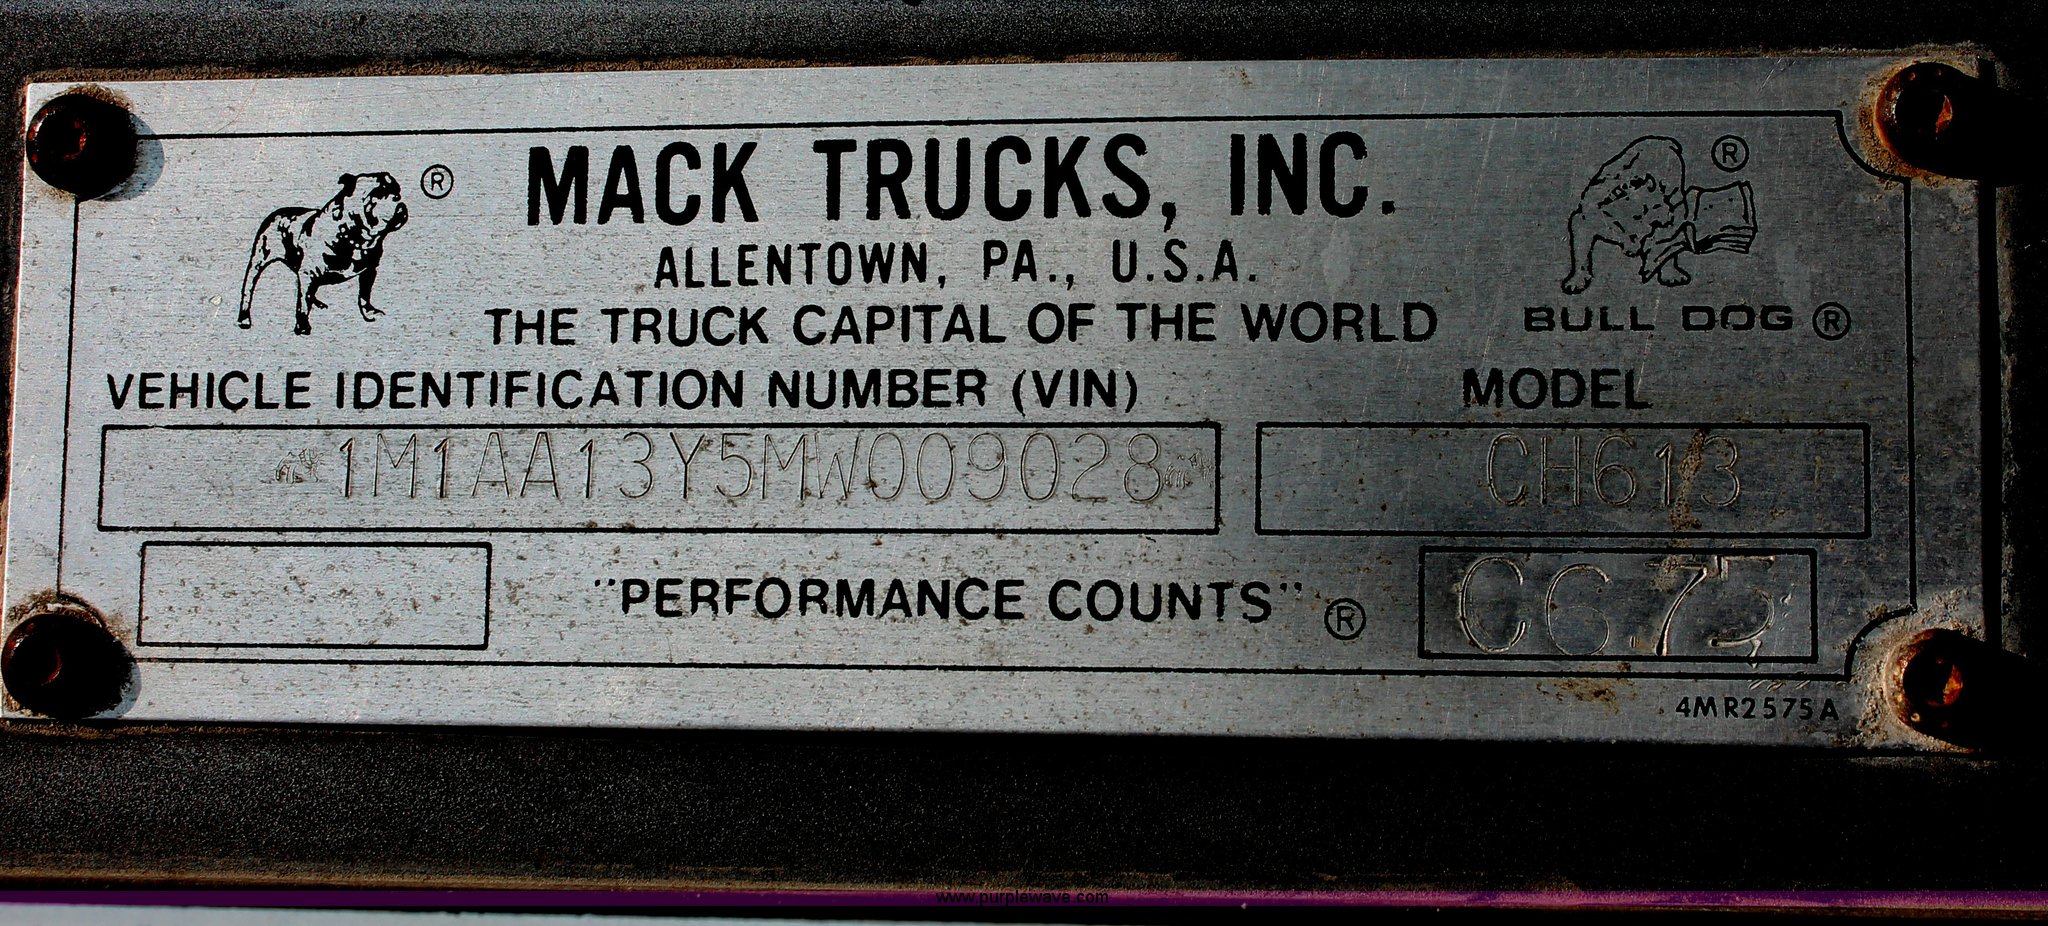 MACK TRUCKS, INC.
ALLENTOWN, PA., U.S.A.
THE TRUCK CAPITAL OF THE WORLD
®
®
BULL DOG ®
VEHICLE IDENTIFICATION NUMBER (VIN)
MODEL
1M1AA13Y5MW009028
CH613
"PERFORMANCE COUNTS" ®
C6.75
4MR2575A
www.purplewave.com